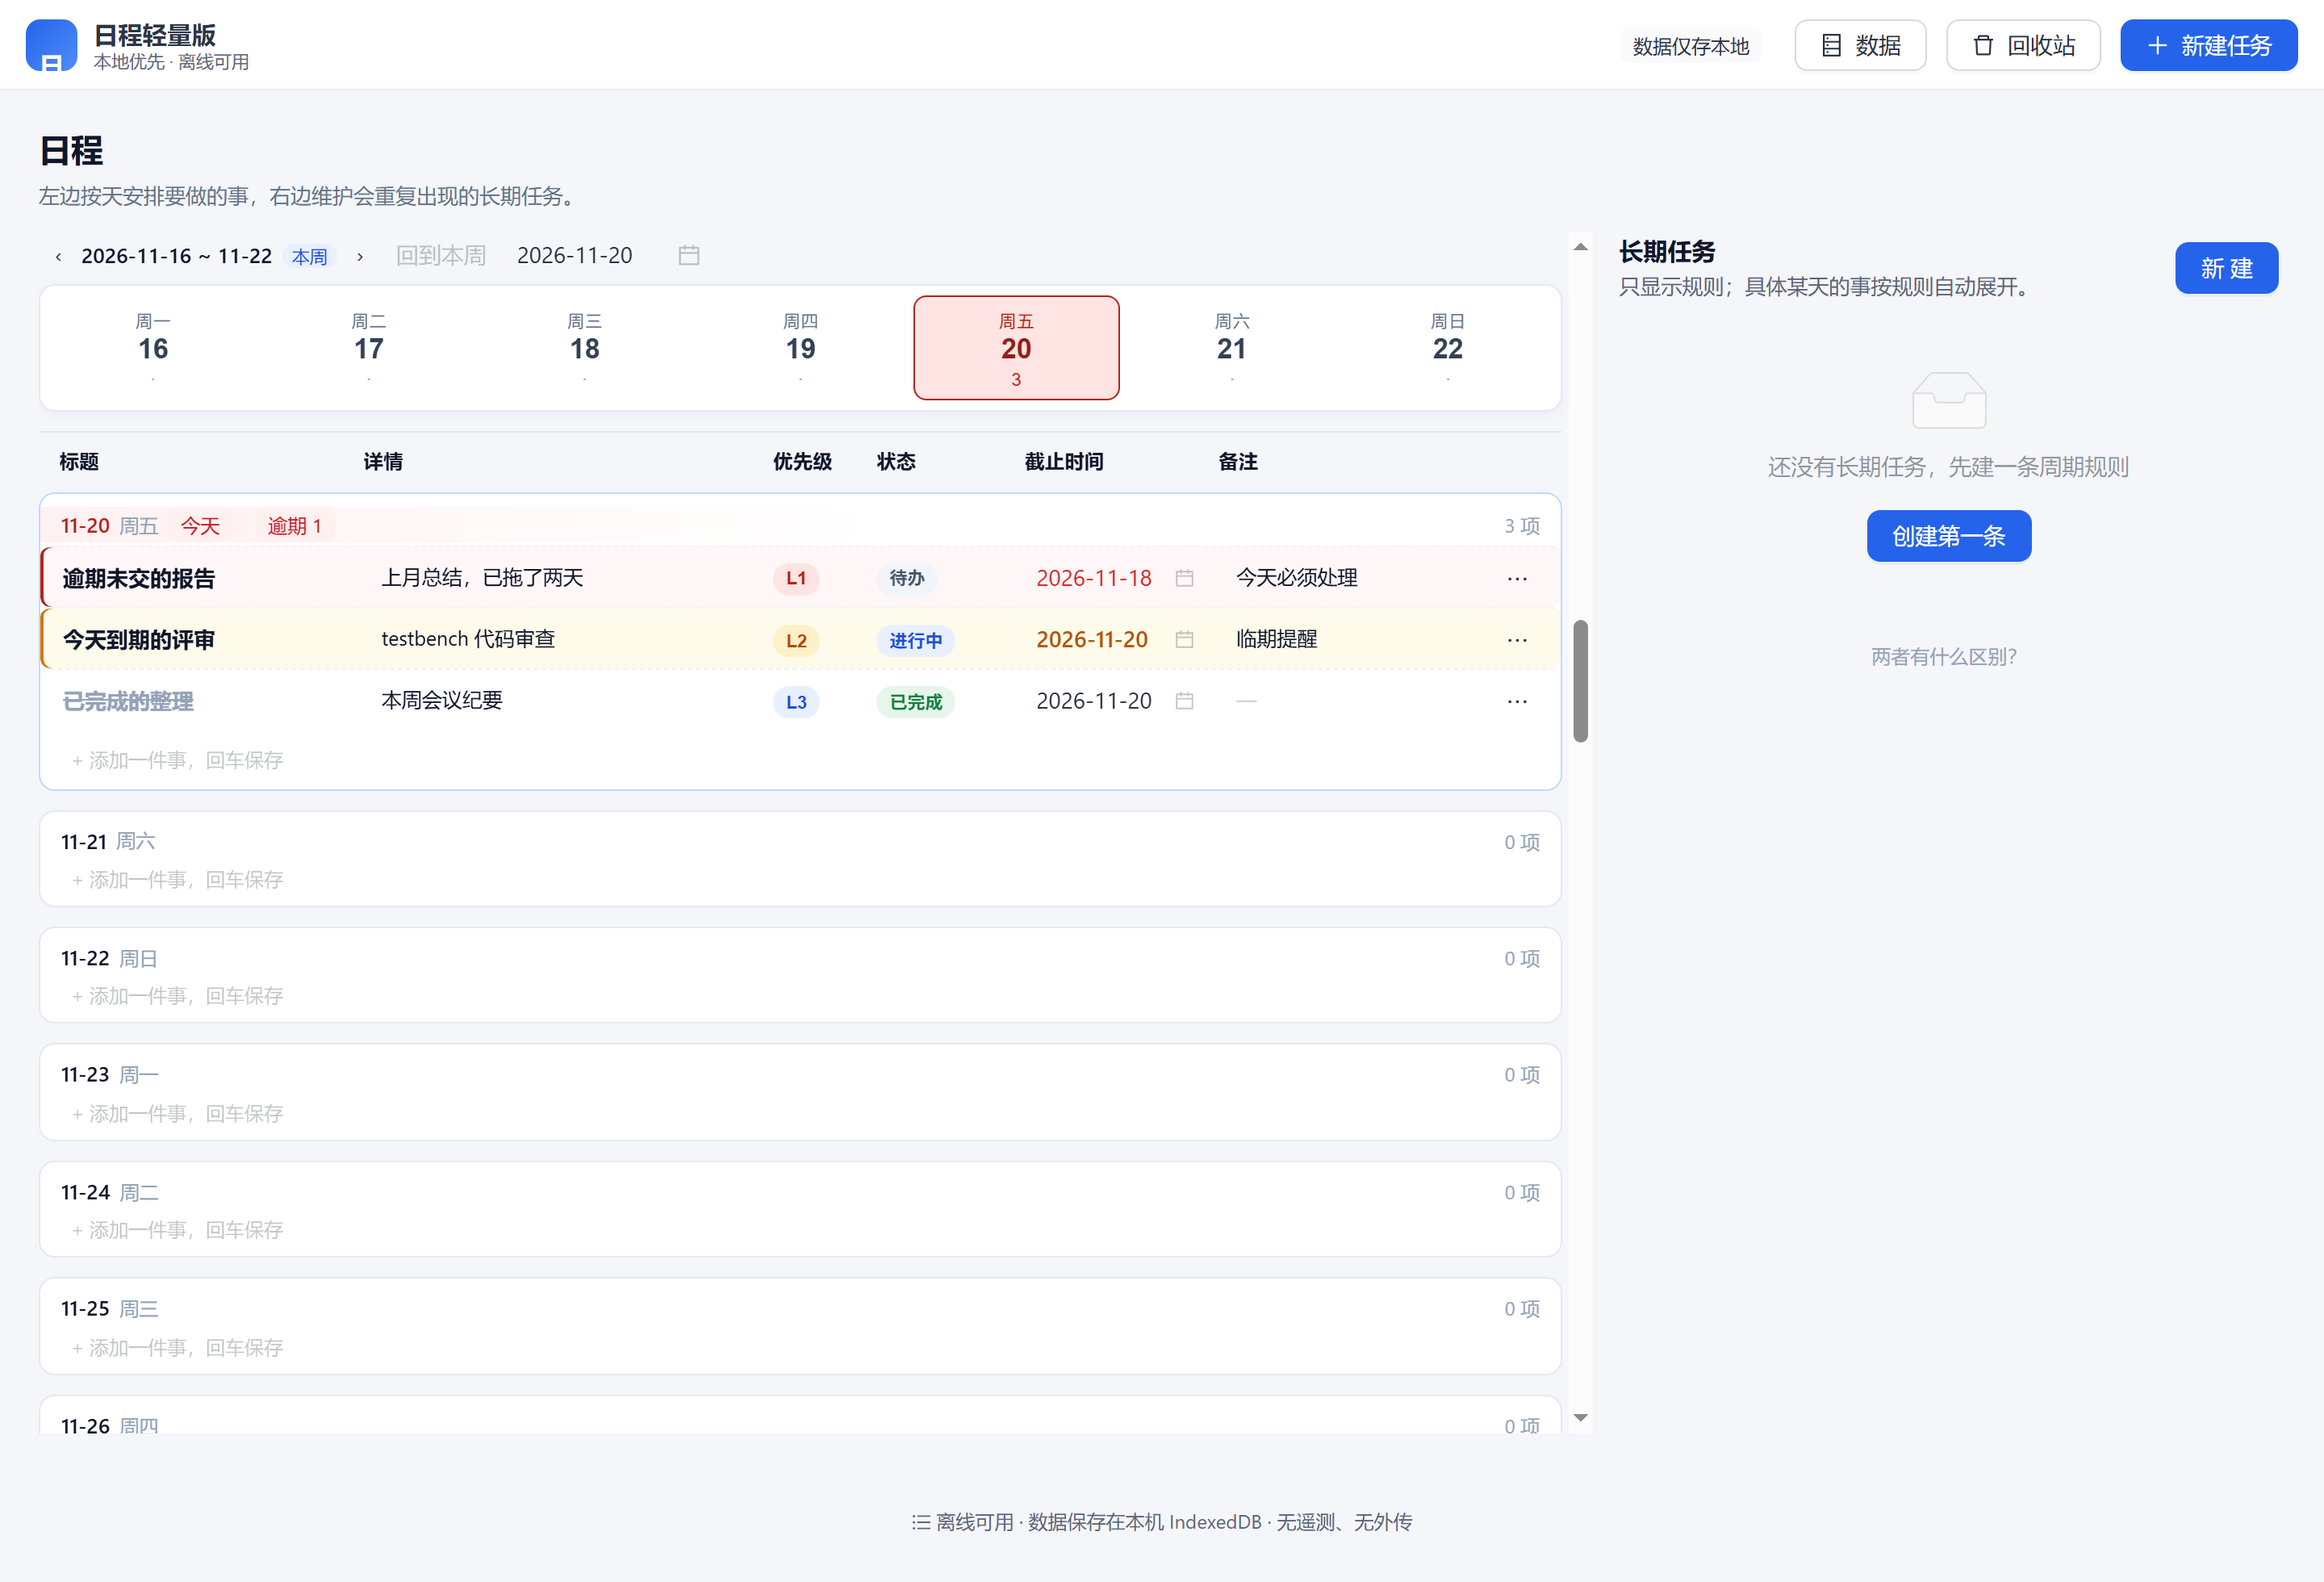 日
日程轻量版
本地优先 · 离线可用
数据仅存本地
数据
回收站
新建任务
日程
左边按天安排要做的事，右边维护会重复出现的长期任务。
‹ 2026-11-16 ~ 11-22 本周 › 回到本周 2026-11-20
周一 周二 周三 周四 周五 周六 周日
16 17 18 19 20 21 22
· · · · 3 · ·
标题 详情 优先级 状态 截止时间 备注
11-20 周五 今天 逾期 1 3 项
逾期未交的报告 上月总结，已拖了两天 L1 待办 2026-11-18 今天必须处理 ···
今天到期的评审 testbench 代码审查 L2 进行中 2026-11-20 临期提醒 ···
已完成的整理 本周会议纪要 L3 已完成 2026-11-20 — ···
+ 添加一件事，回车保存
11-21 周六 0 项
+ 添加一件事，回车保存
11-22 周日 0 项
+ 添加一件事，回车保存
11-23 周一 0 项
+ 添加一件事，回车保存
11-24 周二 0 项
+ 添加一件事，回车保存
11-25 周三 0 项
+ 添加一件事，回车保存
11-26 周四 0 项
长期任务
只显示规则；具体某天的事按规则自动展开。
新 建
还没有长期任务，先建一条周期规则
创建第一条
两者有什么区别？
离线可用 · 数据保存在本机 IndexedDB · 无遥测、无外传